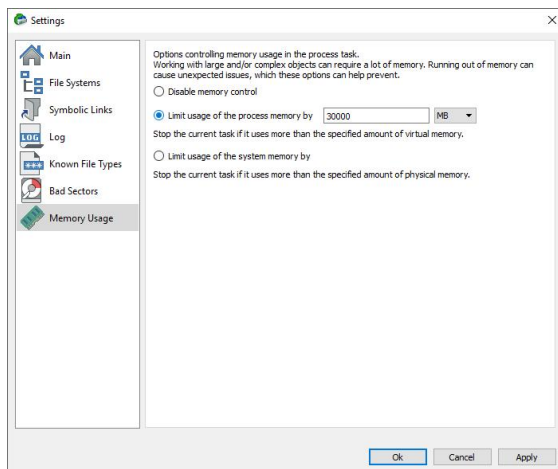 Settings
Main
File Systems
Symbolic Links
LOG
Log
Known File Types
Bad Sectors
Memory Usage
Options controlling memory usage in the process task.
Working with large and/or complex objects can require a lot of memory. Running out of memory can
cause unexpected issues, which these options can help prevent.
Disable memory control
Limit usage of the process memory by 30000 MB
Stop the current task if it uses more than the specified amount of virtual memory.
Limit usage of the system memory by
Stop the current task if it uses more than the specified amount of physical memory.
Ok Cancel Apply